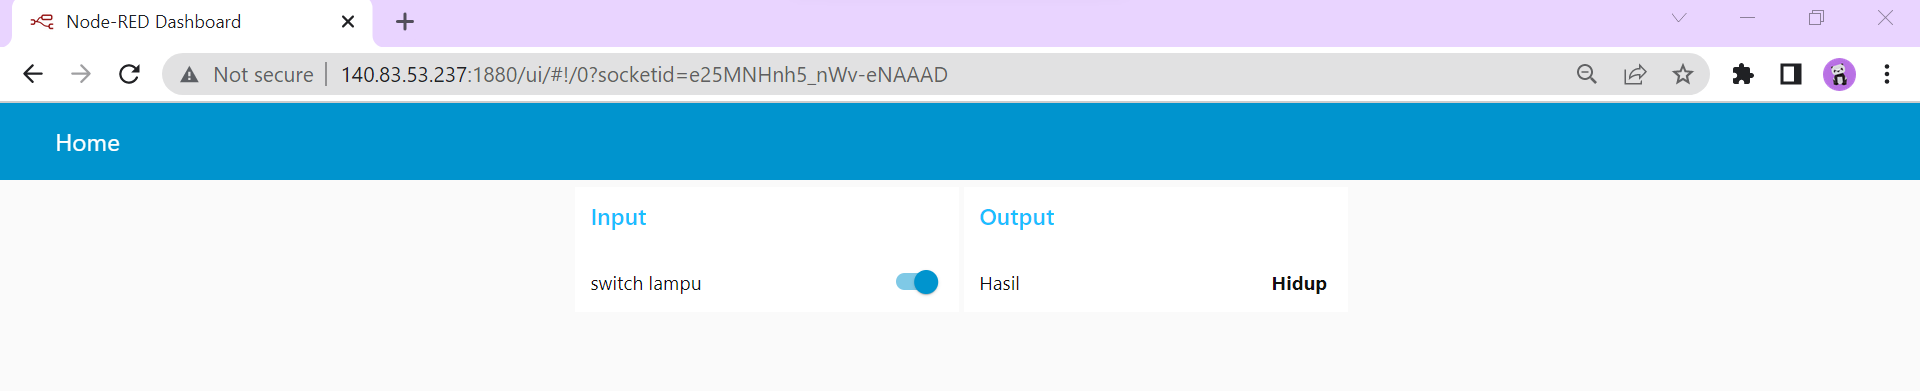 Node-RED Dashboard
Not secure 140.83.53.237:1880/ui/#!/0?socketid=e25MNHnh5_nWv-eNAAAD
Home
Input
switch lampu
Output
Hasil Hidup